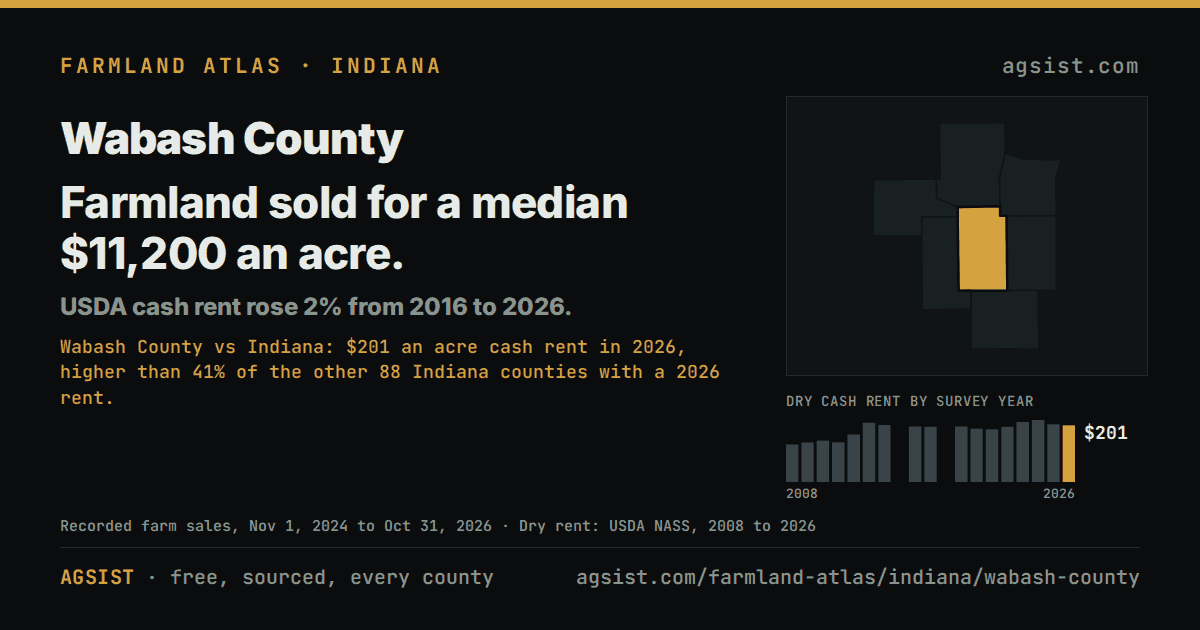 FARMLAND ATLAS · INDIANA
agsist.com
Wabash County
Farmland sold for a median
$11,200 an acre.
USDA cash rent rose 2% from 2016 to 2026.
Wabash County vs Indiana: $201 an acre cash rent in 2026,
higher than 41% of the other 88 Indiana counties with a 2026
rent.
DRY CASH RENT BY SURVEY YEAR
$201
2008
2026
Recorded farm sales, Nov 1, 2024 to Oct 31, 2026 · Dry rent: USDA NASS, 2008 to 2026
AGSIST · free, sourced, every county
agsist.com/farmland-atlas/indiana/wabash-county